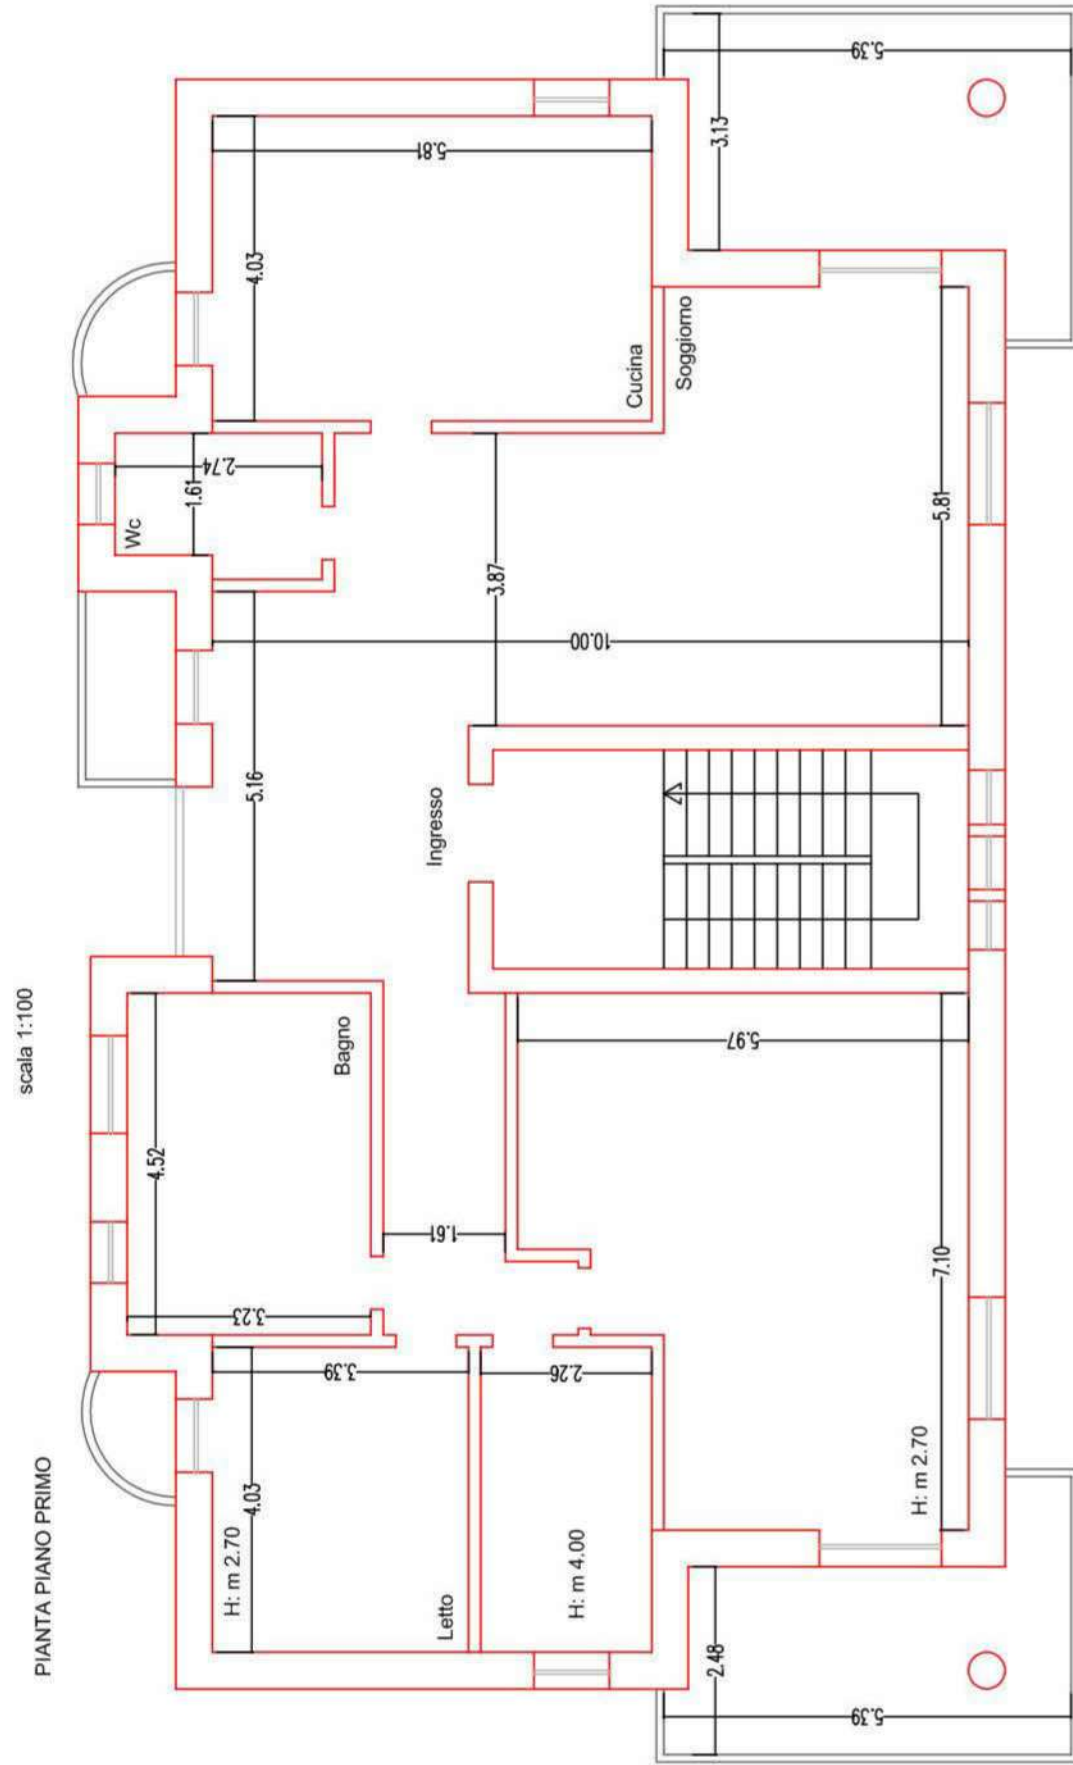 PIANTA PIANO PRIMO
scala 1:100
4.52
Wc
1.61
2.74
3.23
4.03
H: m 2.70
3.39
Bagno
5.16
4.03
5.81
Letto
1.61
Ingresso
3.87
2.26
H: m 4.00
10.00
Cucina
Soggiorno
5.97
2.48
3.13
H: m 2.70
7.10
5.81
5.39
5.39